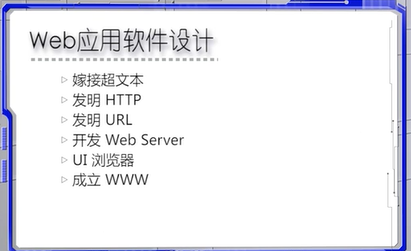 Web应用软件设计
嫁接超文本
发明 HTTP
发明 URL
开发 Web Server
UI 浏览器
成立 WWW